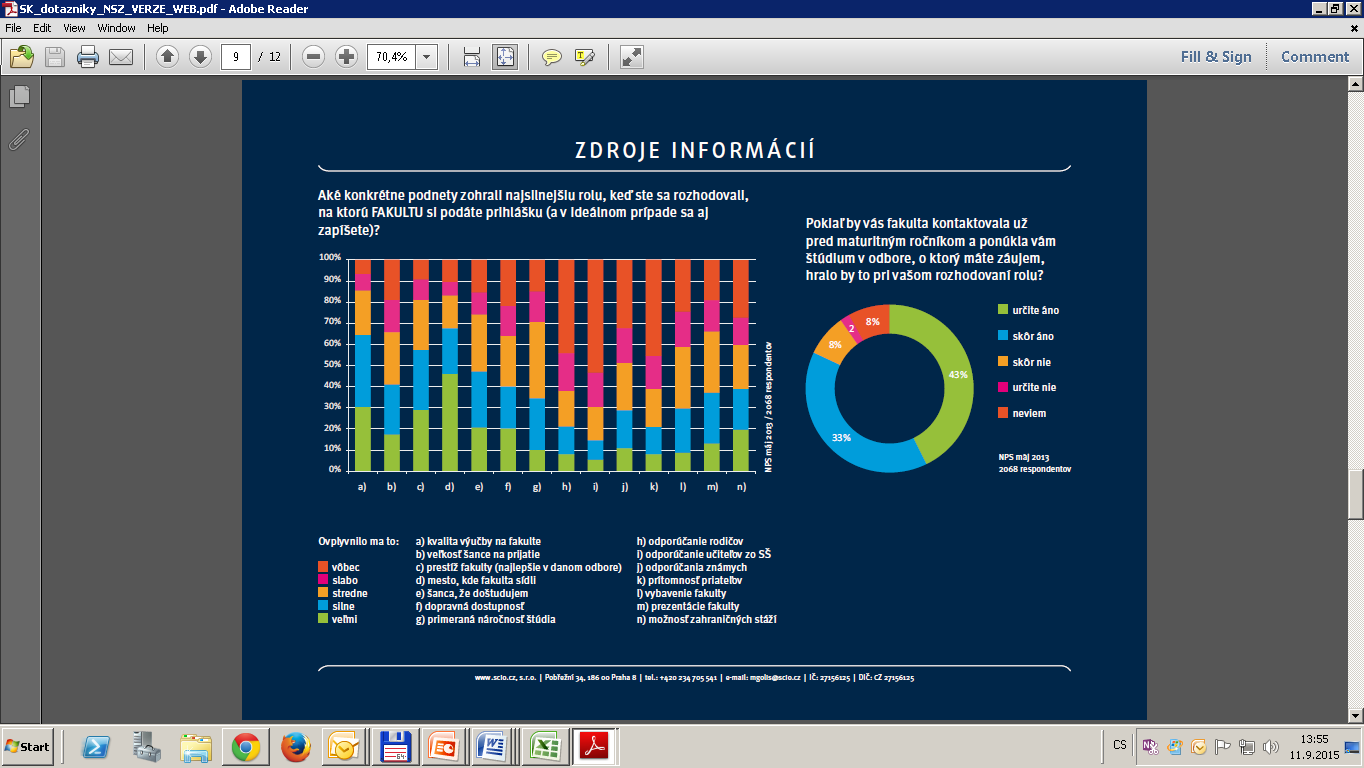 SK_dotazniky_NSZ_VERZE_WEB.pdf - Adobe Reader
File Edit View Window Help
9 / 12 70,4% Fill & Sign Comment
ZDROJE INFORMÁCIÍ
Aké konkrétne podnety zohrali najsilnejšiu rolu, keď ste sa rozhodovali,
na ktorú FAKULTU si podáte prihlášku (a v ideálnom prípade sa aj
zapíšete)?
100%
90%
80%
70%
60%
50%
40%
30%
20%
10%
0%
a) b) c) d) e) f) g) h) i) j) k) l) m) n)
NPS máj 2013 / 2068 respondentov
Pokiaľ by vás fakulta kontaktovala už
pred maturitným ročníkom a ponúkla vám
štúdium v odbore, o ktorý máte záujem,
hralo by to pri vašom rozhodovaní rolu?
43%
33%
8%
2
8%
určite áno
skôr áno
skôr nie
určite nie
neviem
NPS máj 2013
2068 respondentov
Ovplyvnilo ma to:
vôbec
slabo
stredne
silne
veľmi
a) kvalita výučby na fakulte
b) veľkosť šance na prijatie
c) prestíž fakulty (najlepšie v danom odbore)
d) mesto, kde fakulta sídli
e) šanca, že doštudujem
f) dopravná dostupnosť
g) primeraná náročnosť štúdia
h) odporúčanie rodičov
i) odporúčanie učiteľov zo SŠ
j) odporúčania známych
k) prítomnosť priateľov
l) vybavenie fakulty
m) prezentácie fakulty
n) možnosť zahraničných stáží
www.scio.cz, s.r.o. | Pobřežní 34, 186 00 Praha 8 | tel.: +420 234 705 541 | e-mail: mgolis@scio.cz | IČ: 27156125 | DIČ: CZ 27156125
Start
CS
13:55
11.9.2015